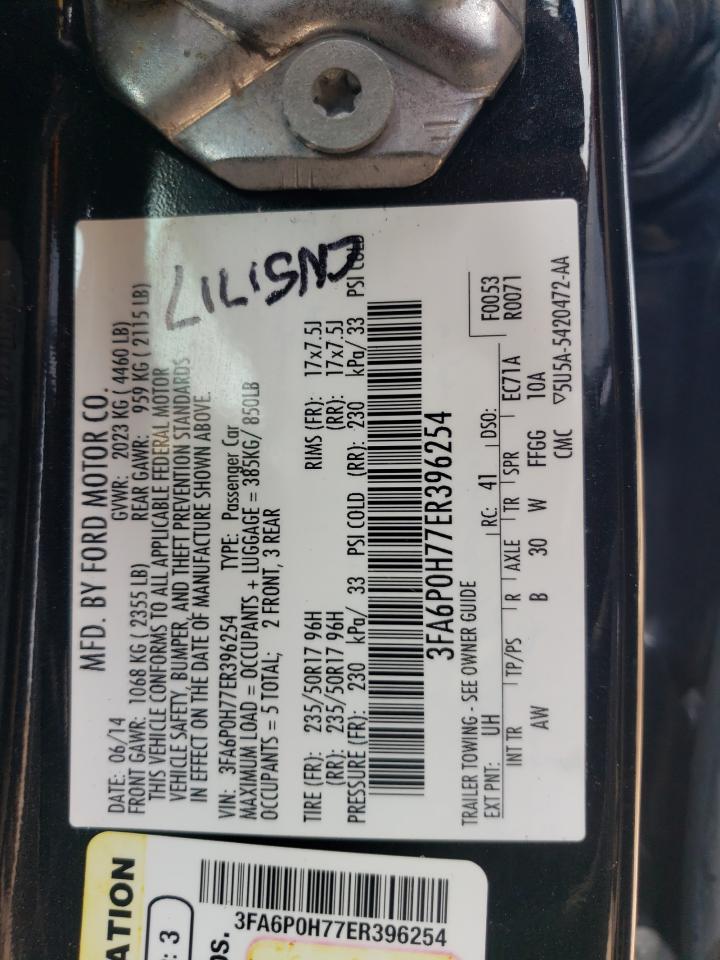 MFD. BY FORD MOTOR CO.
DATE: 06/14 GVWR: 2023 KG ( 4460 LB)
FRONT GAWR: 1068 KG ( 2355 LB) REAR GAWR: 959 KG ( 2115 LB)
THIS VEHICLE CONFORMS TO ALL APPLICABLE FEDERAL MOTOR
VEHICLE SAFETY, BUMPER, AND THEFT PREVENTION STANDARDS
IN EFFECT ON THE DATE OF MANUFACTURE SHOWN ABOVE.
VIN: 3FA6P0H77ER396254 TYPE: Passenger Car
MAXIMUM LOAD = OCCUPANTS + LUGGAGE = 385KG/ 850LB
OCCUPANTS = 5 TOTAL; 2 FRONT, 3 REAR
TIRE (FR): 235/50R17 96H RIMS (FR): 17x7.5J
(RR): 235/50R17 96H (RR): 17x7.5J
PRESSURE (FR): 230 kPa/ 33 PSI COLD (RR): 230 kPa/ 33 PSI COLD
3FA6P0H77ER396254
TRAILER TOWING - SEE OWNER GUIDE
EXT PNT: UH RC: 41 DSO: F0053
R0071
INT TR TP/PS R AXLE TR SPR EC71A
AW B 30 W FFGG 10A
CMC ▽5U5A-5420472-AA
ATION
: 3
os.
3FA6P0H77ER396254